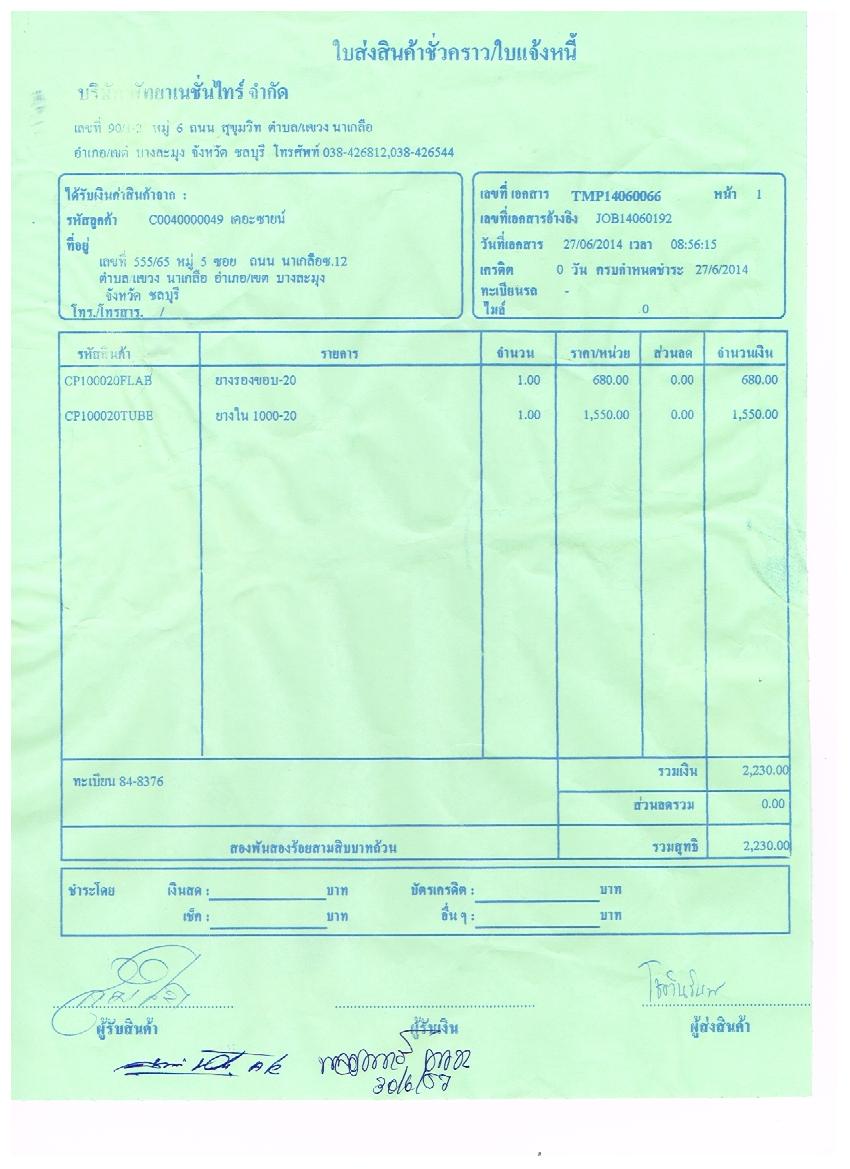 ใบส่งสินค้าชั่วคราว/ใบแจ้งหนี้
บริษัท พัทยาเนชั่นไทร์ จำกัด
เลขที่ 90/1-2 หมู่ 6 ถนน สุขุมวิท ตำบล/แขวง นาเกลือ
อำเภอ/เขต บางละมุง จังหวัด ชลบุรี โทรศัพท์ 038-426812,038-426544
ได้รับเงินค่าสินค้าจาก :
รหัสลูกค้า C0040000049 เดอะซายน์
ที่อยู่
เลขที่ 555/65 หมู่ 5 ซอย ถนน นาเกลือซ.12
ตำบล/แขวง นาเกลือ อำเภอ/เขต บางละมุง
จังหวัด ชลบุรี
โทร./โทรสาร. /
เลขที่ เอกสาร TMP14060066 หน้า 1
เลขที่เอกสารอ้างอิง JOB14060192
วันที่เอกสาร 27/06/2014 เวลา 08:56:15
เครดิต 0 วัน ครบกำหนดชำระ 27/6/2014
ทะเบียนรถ -
ไมล์ 0
รหัสสินค้า รายการ จำนวน ราคา/หน่วย ส่วนลด จำนวนเงิน
CP100020FLAB ยางรองขอบ-20 1.00 680.00 0.00 680.00
CP100020TUBE ยางใน 1000-20 1.00 1,550.00 0.00 1,550.00
ทะเบียน 84-8376
รวมเงิน 2,230.00
ส่วนลดรวม 0.00
สองพันสองร้อยสามสิบบาทถ้วน รวมสุทธิ 2,230.00
ชำระโดย เงินสด : บาท บัตรเครดิต : บาท
เช็ค : บาท อื่น ๆ : บาท
ผู้รับสินค้า ผู้รับเงิน ผู้ส่งสินค้า
30/6/57